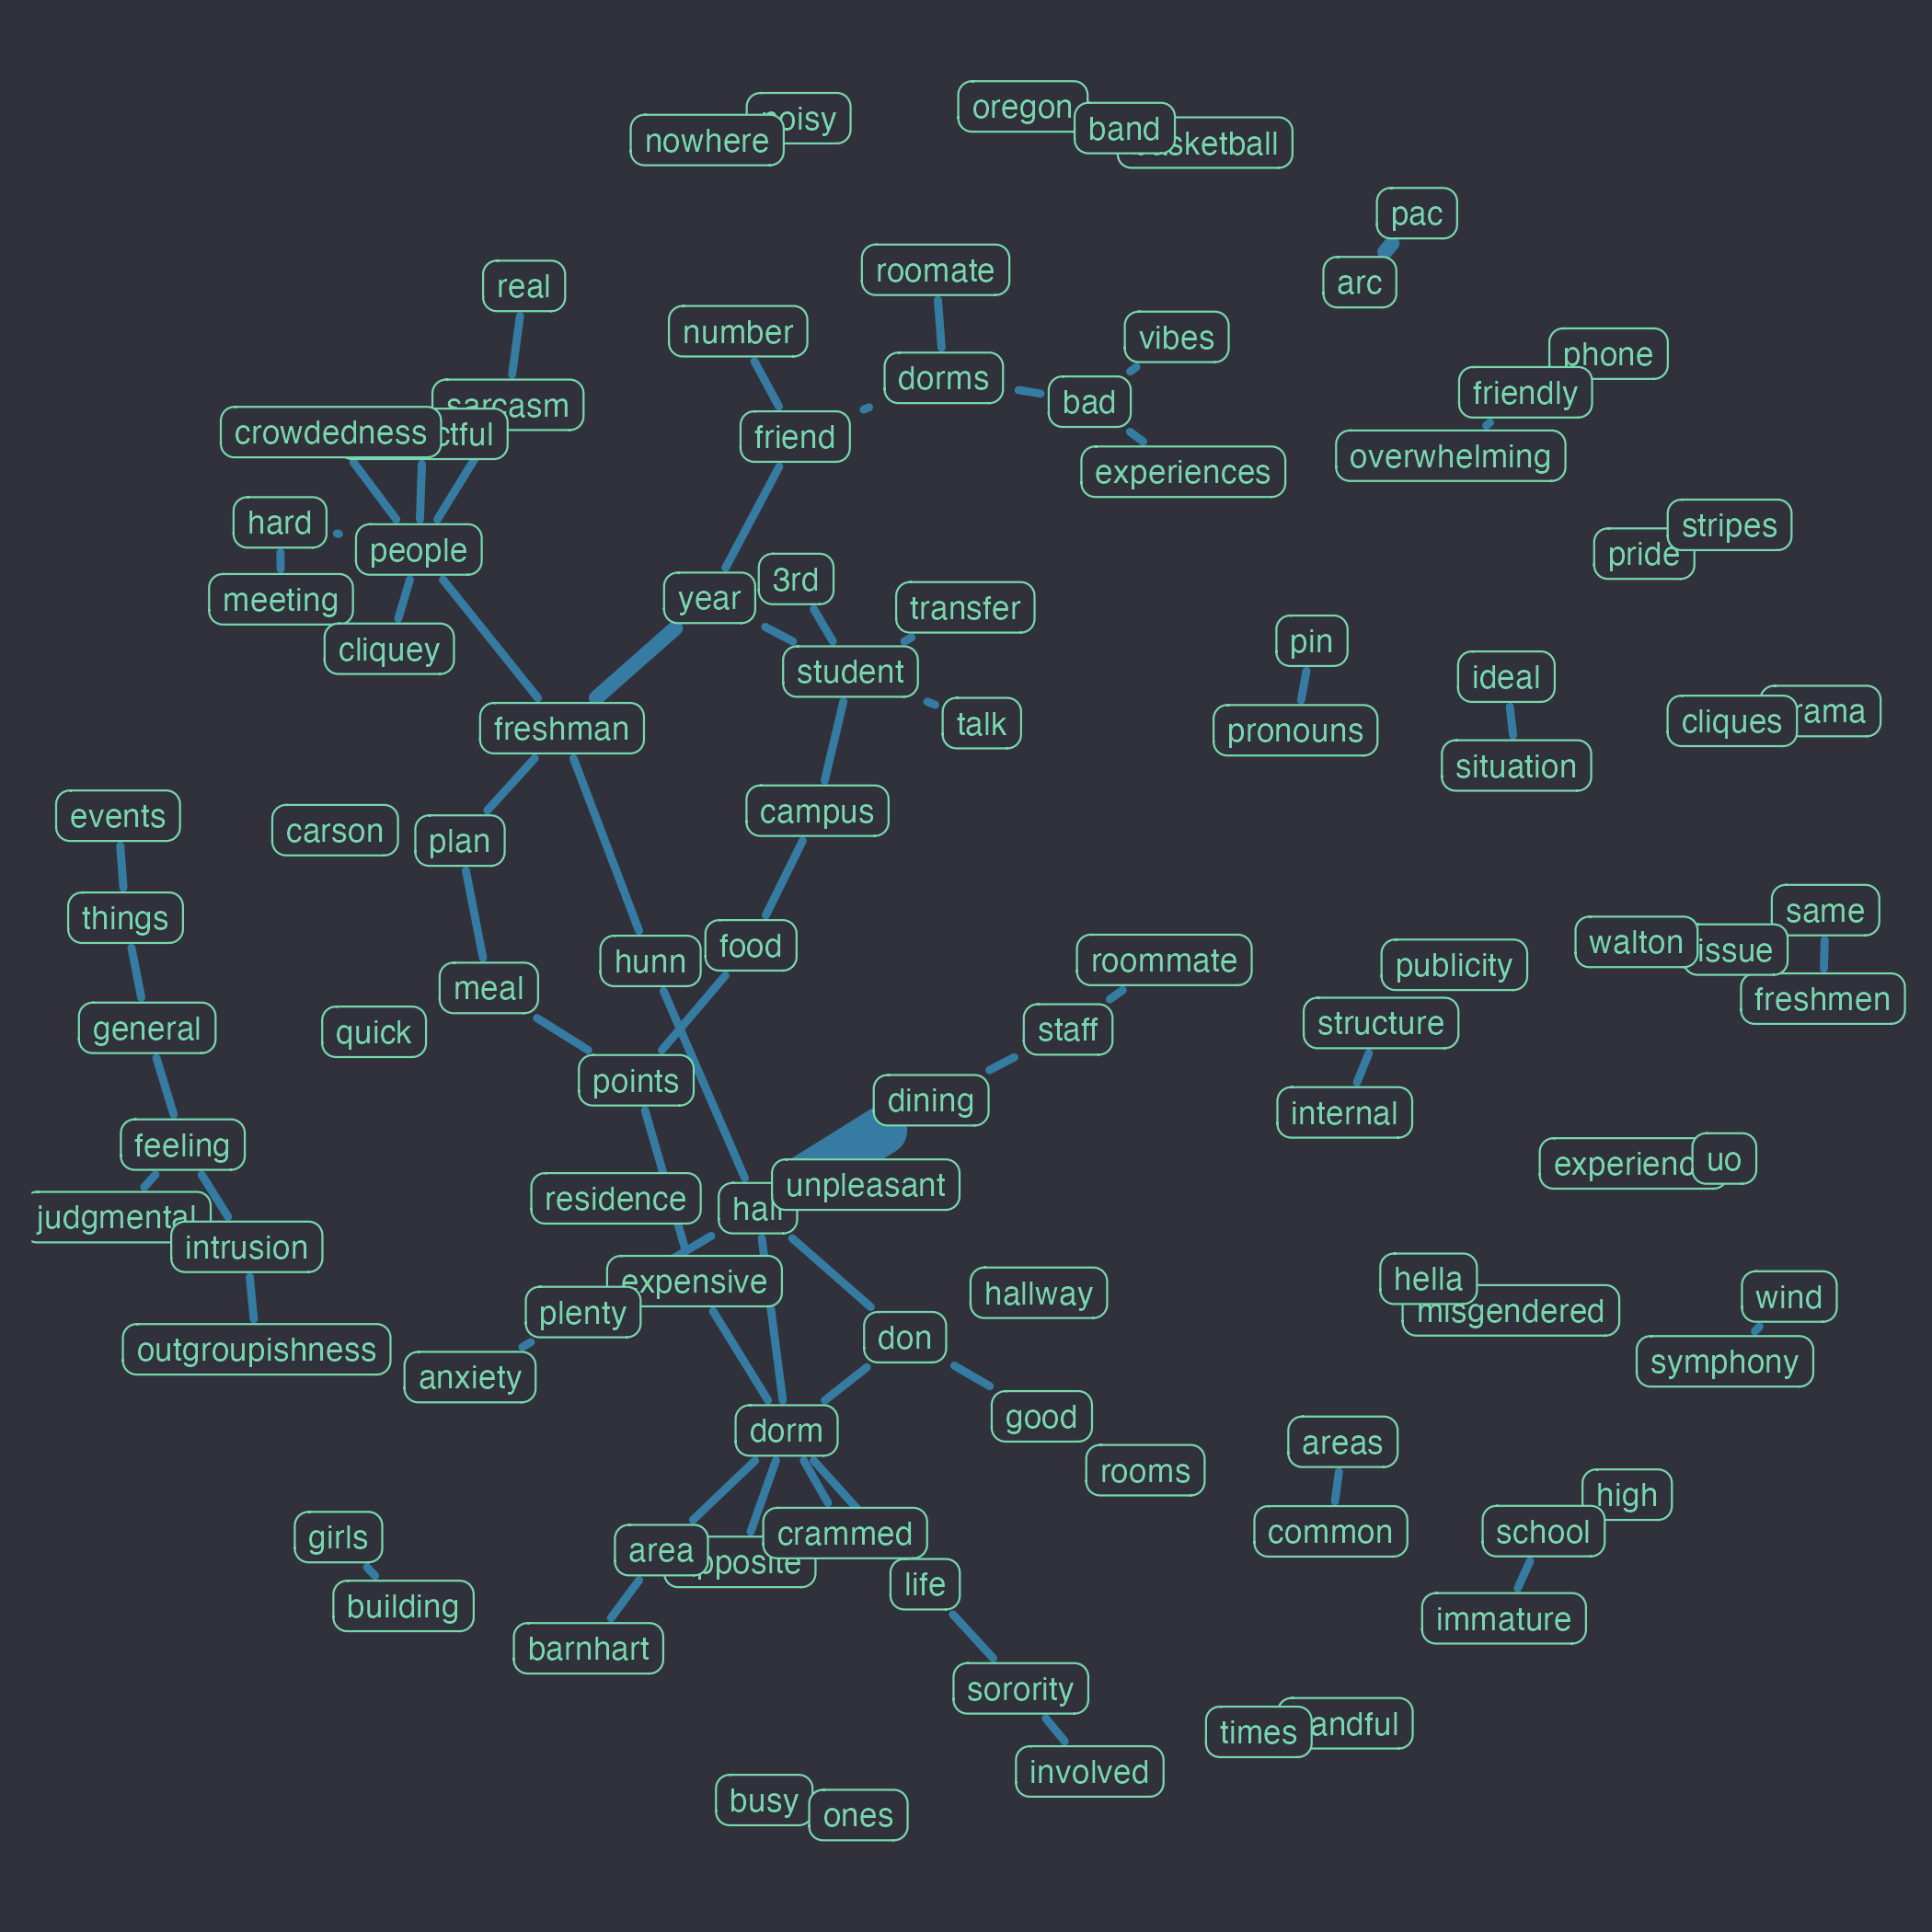 noisy
nowhere
oregon
band
basketball
pac
arc
real
roomate
number
vibes
dorms
bad
phone
friendly
sarcasm
crowdedness
friend
overwhelming
experiences
hard
people
stripes
pride
meeting
cliquey
year
3rd
transfer
student
talk
pin
pronouns
ideal
situation
cliques
freshman
events
carson
plan
campus
things
hunn
food
meal
roommate
publicity
walton
issue
same
freshmen
general
quick
points
staff
structure
dining
internal
feeling
judgmental
intrusion
residence
hall
unpleasant
uo
expensive
plenty
hallway
hella
misgendered
wind
symphony
outgroupishness
anxiety
don
good
dorm
rooms
areas
common
high
school
immature
girls
building
area
opposite
crammed
life
barnhart
sorority
involved
times
handful
busy
ones